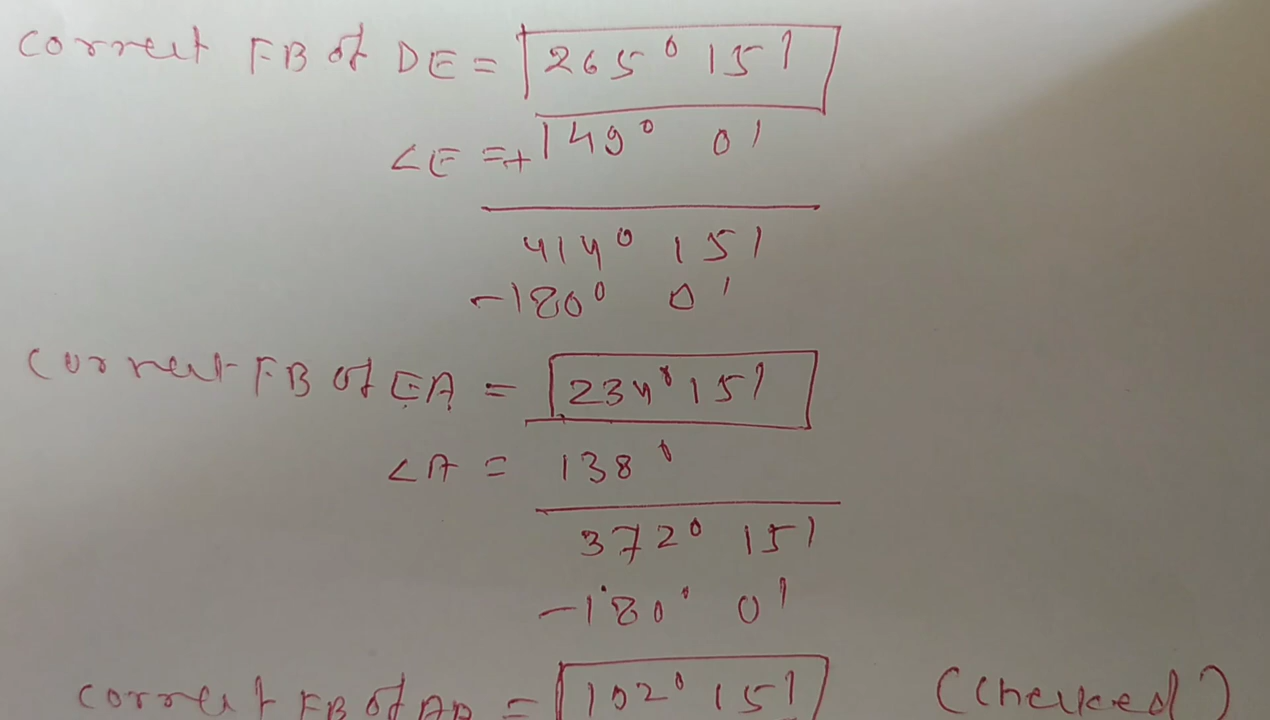 correct FB of DE = 265° 15'
∠E = + 149° 0'
414° 15'
-180° 0'
correct FB of EA = 234° 15'
∠A = 138°
372° 15'
-180° 0'
correct FB of AB = 102° 15' (checked)